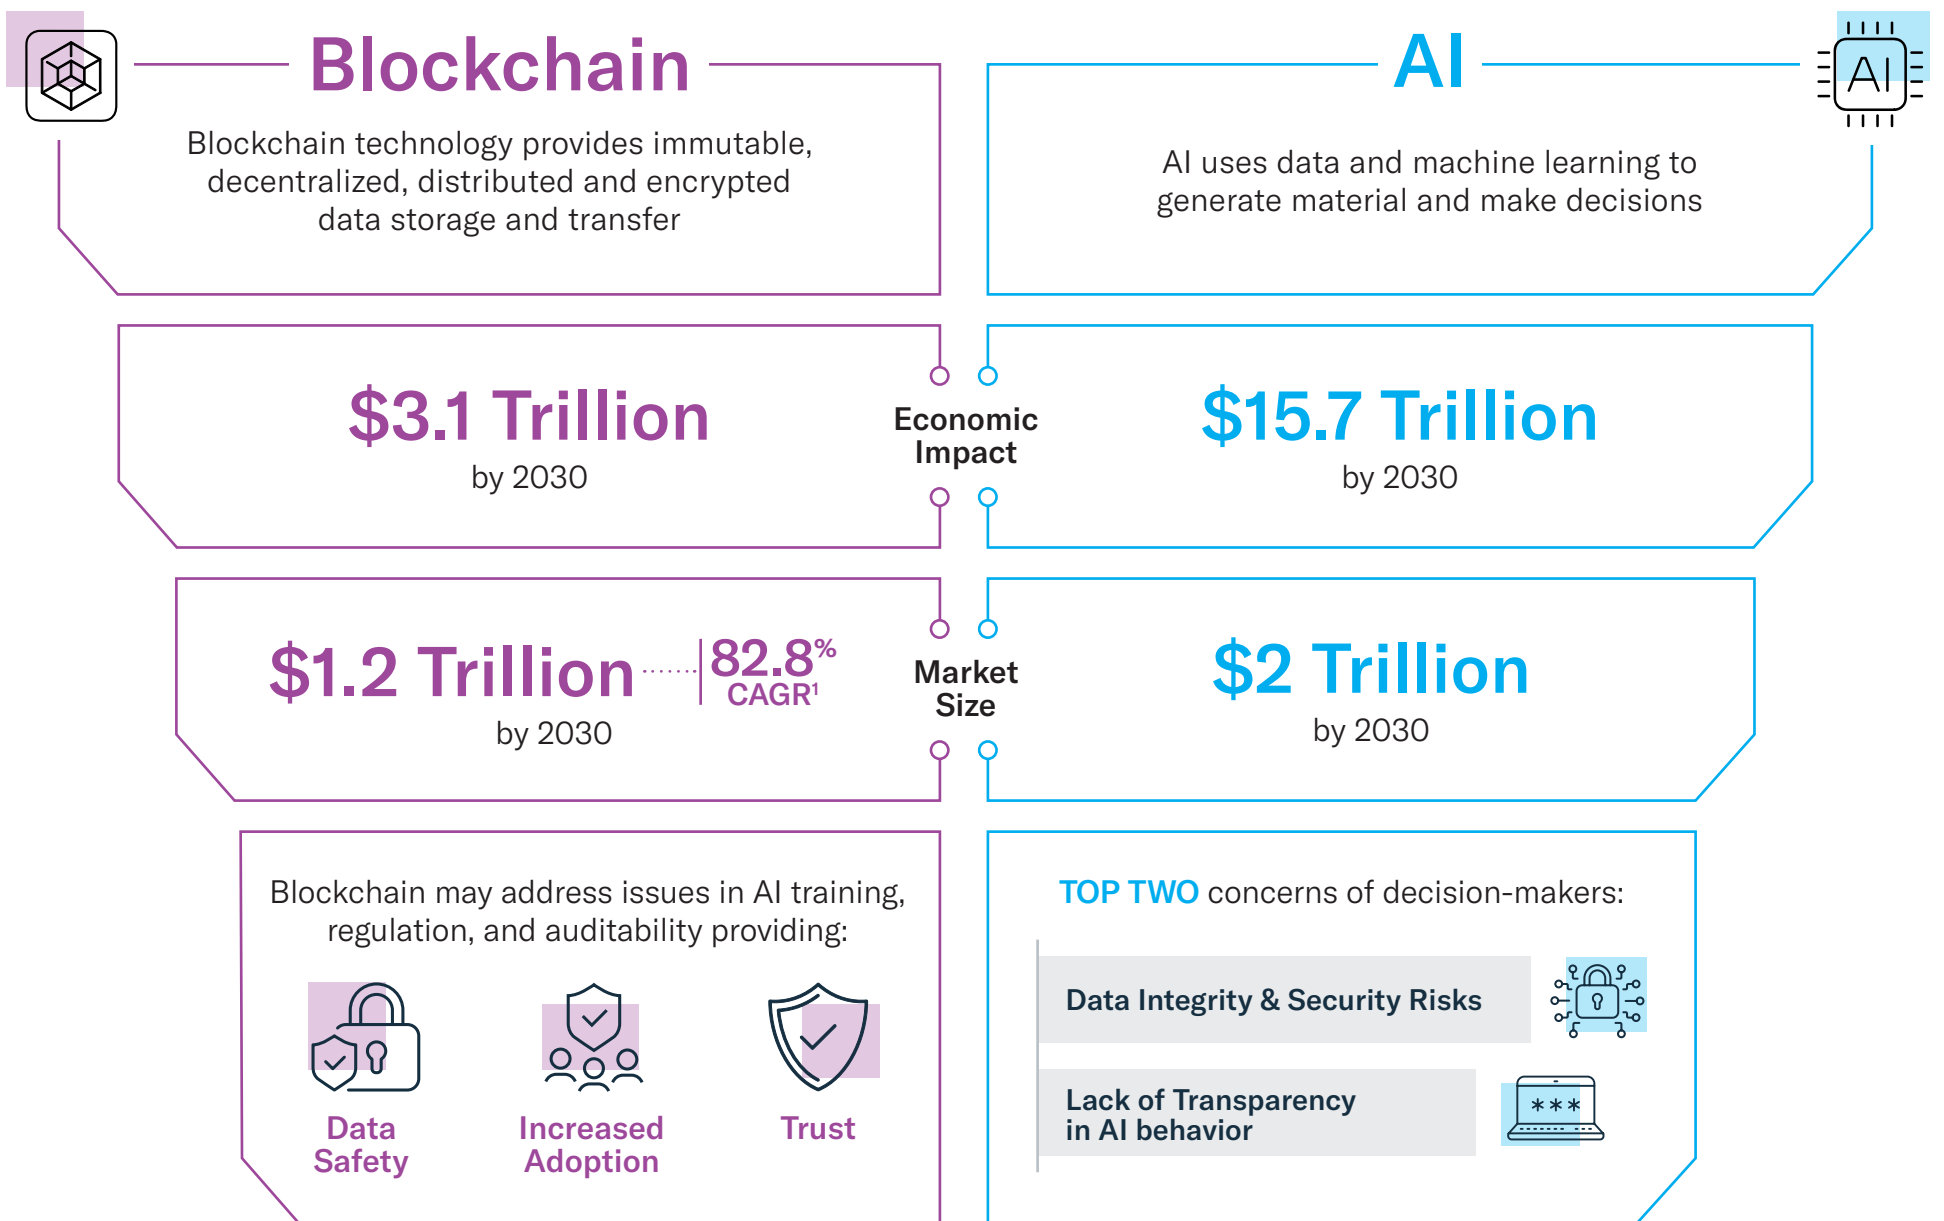 Blockchain
Blockchain technology provides immutable,
decentralized, distributed and encrypted
data storage and transfer
AI
AI
AI uses data and machine learning to
generate material and make decisions
$3.1 Trillion
by 2030
Economic
Impact
$15.7 Trillion
by 2030
$1.2 Trillion
82.8%
CAGR¹
by 2030
Market
Size
$2 Trillion
by 2030
Blockchain may address issues in AI training,
regulation, and auditability providing:
Data
Safety
Increased
Adoption
Trust
TOP TWO concerns of decision-makers:
Data Integrity & Security Risks
Lack of Transparency
in AI behavior
***